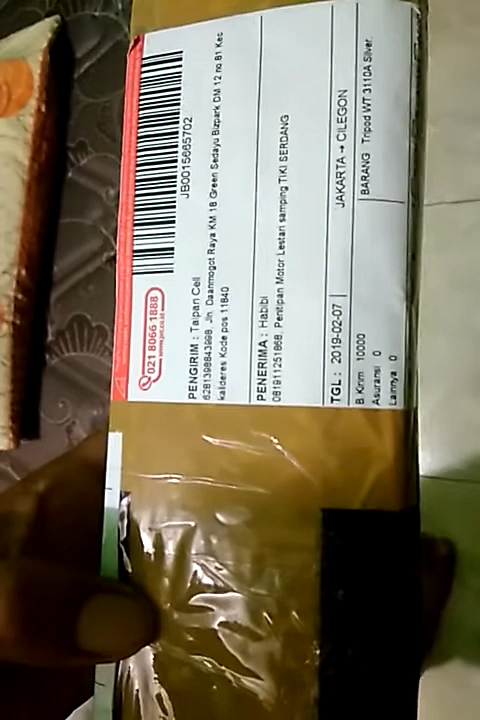 JB0015665702
021 8066 1888
www.jet.co.id
PENGIRIM : Taipan Cell
6281398843998, Jln. Daanmogot Raya KM 18 Green Sedayu Bizpark DM 12 no.81 Kec
kalideres Kode pos 11840
PENERIMA : Habibi
081911251868, Pentipan Motor Lestari samping TIKI SERDANG
TGL : 2019-02-07
JAKARTA → CILEGON
B.Kirim 10000
Asuransi 0
Lainnya 0
BARANG Tripod WT 3110A Silver.